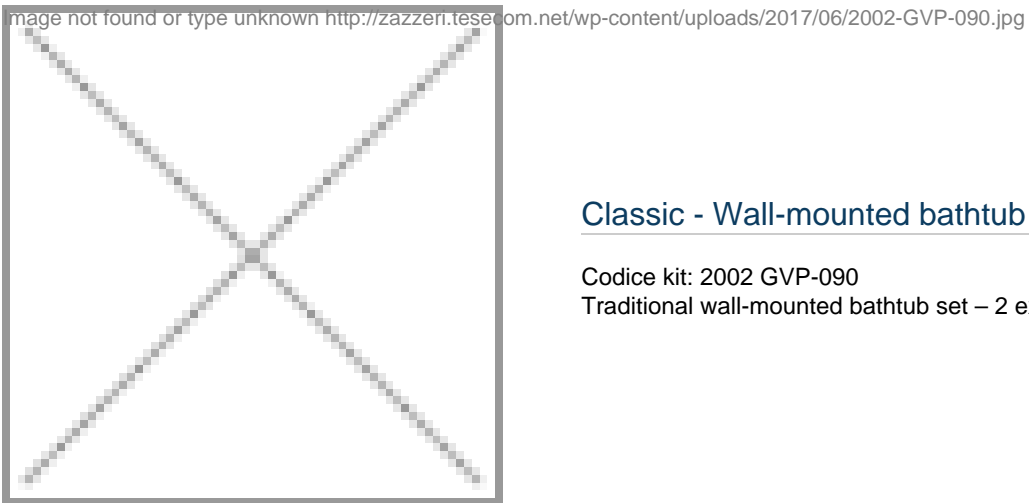 Image not found or type unknown http://zazzeri.tesecom.net/wp-content/uploads/2017/06/2002-GVP-090.jpg
Classic - Wall-mounted bathtub
Codice kit: 2002 GVP-090
Traditional wall-mounted bathtub set – 2 e